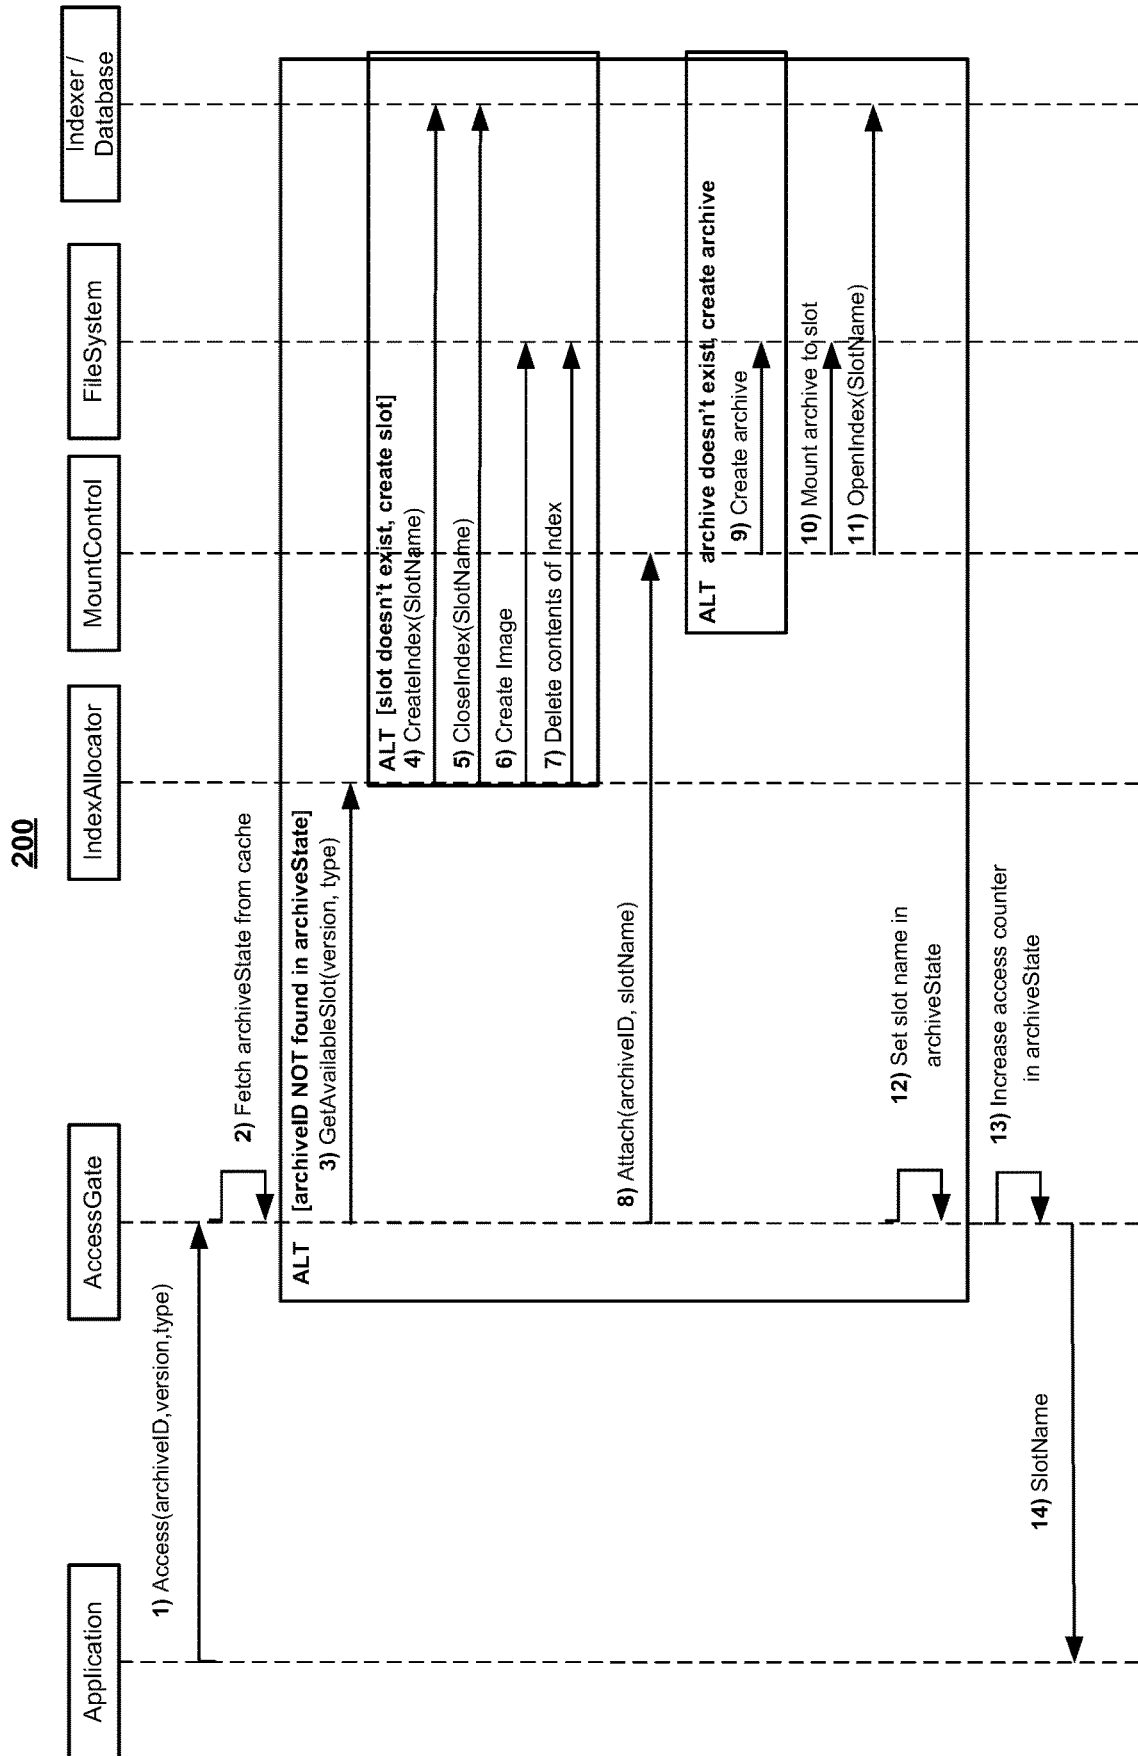 200
Application
AccessGate
IndexAllocator
MountControl
FileSystem
Indexer /
Database
1) Access(archiveID,version,type)
2) Fetch archiveState from cache
ALT [archiveID NOT found in archiveState]
3) GetAvailableSlot(version, type)
ALT [slot doesn't exist, create slot]
4) CreateIndex(SlotName)
5) CloseIndex(SlotName)
6) Create Image
7) Delete contents of index
8) Attach(archiveID, slotName)
ALT archive doesn't exist, create archive
9) Create archive
10) Mount archive to slot
11) OpenIndex(SlotName)
12) Set slot name in
archiveState
13) Increase access counter
in archiveState
14) SlotName